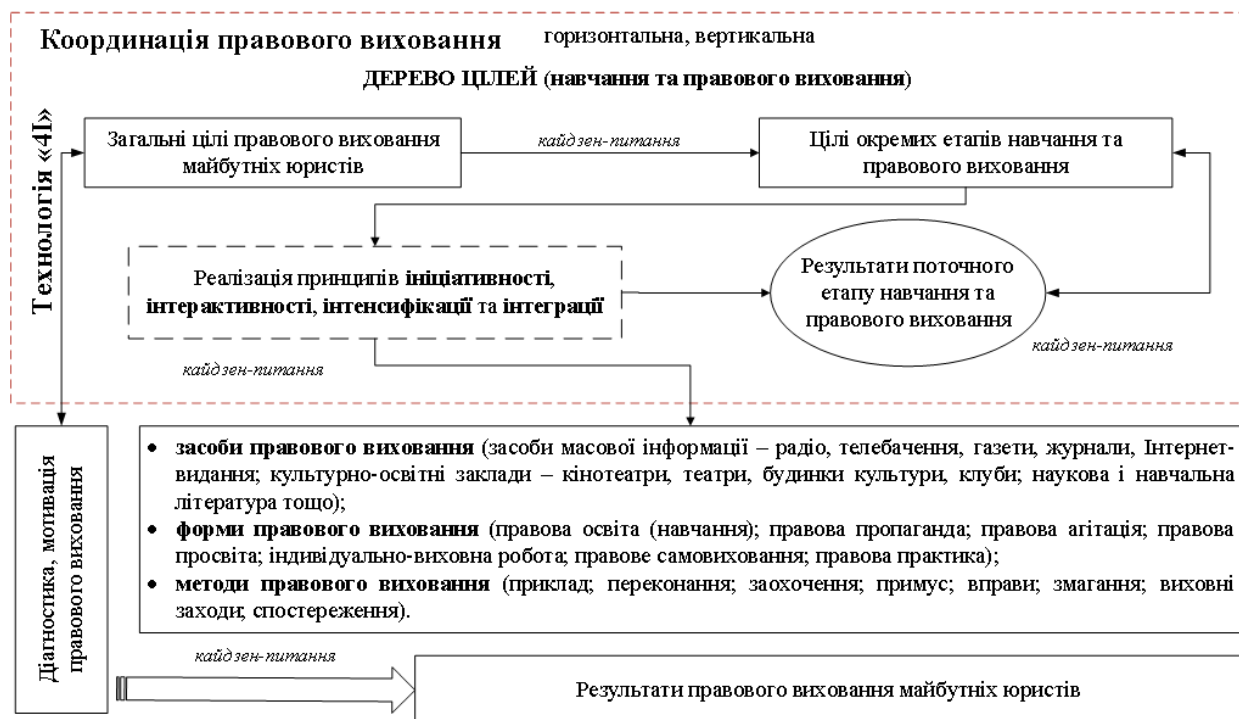 Координація правового виховання горизонтальна, вертикальна
ДЕРЕВО ЦІЛЕЙ (навчання та правового виховання)
Технологія «4І»
Загальні цілі правового виховання
майбутніх юристів
кайдзен-питання
Цілі окремих етапів навчання та
правового виховання
Реалізація принципів ініціативності,
інтерактивності, інтенсифікації та інтеграції
Результати поточного
етапу навчання та
правового виховання
кайдзен-питання
кайдзен-питання
Діагностика, мотивація
правового виховання
• засоби правового виховання (засоби масової інформації – радіо, телебачення, газети, журнали, Інтернет-
видання; культурно-освітні заклади – кінотеатри, театри, будинки культури, клуби; наукова і навчальна
література тощо);
• форми правового виховання (правова освіта (навчання); правова пропаганда; правова агітація; правова
просвіта; індивідуально-виховна робота; правове самовиховання; правова практика);
• методи правового виховання (приклад; переконання; заохочення; примус; вправи; змагання; виховні
заходи; спостереження).
кайдзен-питання
Результати правового виховання майбутніх юристів